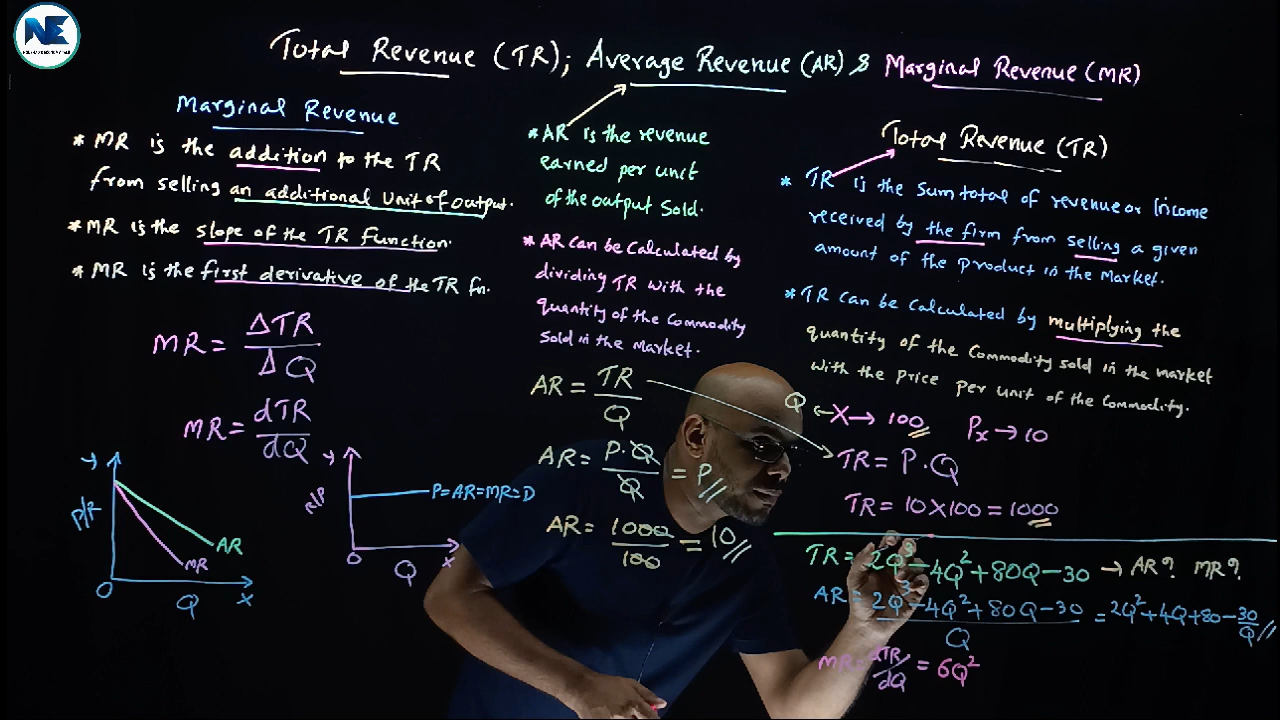 NE
Total Revenue (TR); Average Revenue (AR) & Marginal Revenue (MR)
Marginal Revenue
* MR is the addition to the TR
from selling an additional unit of output.
* MR is the slope of the TR Function.
* MR is the first derivative of the TR fn.
MR = ΔTR / ΔQ
MR = dTR / dQ
P/R
AR
MR
O
Q
X
R/P
P=AR=MR=D
O
Q
X
* AR is the revenue
earned per unit
of the output sold.
* AR can be calculated by
dividing TR with the
quantity of the commodity
sold in the market.
AR = TR / Q
AR = P·Q / Q = P//
AR = 1000 / 100 = 10//
Total Revenue (TR)
* TR is the sum total of revenue or income
received by the firm from selling a given
amount of the product in the market.
* TR can be calculated by multiplying the
quantity of the commodity sold in the market
with the price per unit of the commodity.
Q ← X → 100 Px → 10
TR = P·Q
TR = 10 X 100 = 1000
TR = 2Q³ − 4Q² + 80Q − 30 → AR? MR?
AR = 2Q³ − 4Q² + 80Q − 30 / Q = 2Q² + 4Q + 80 − 30/Q //
MR = dTR / dQ = 6Q²